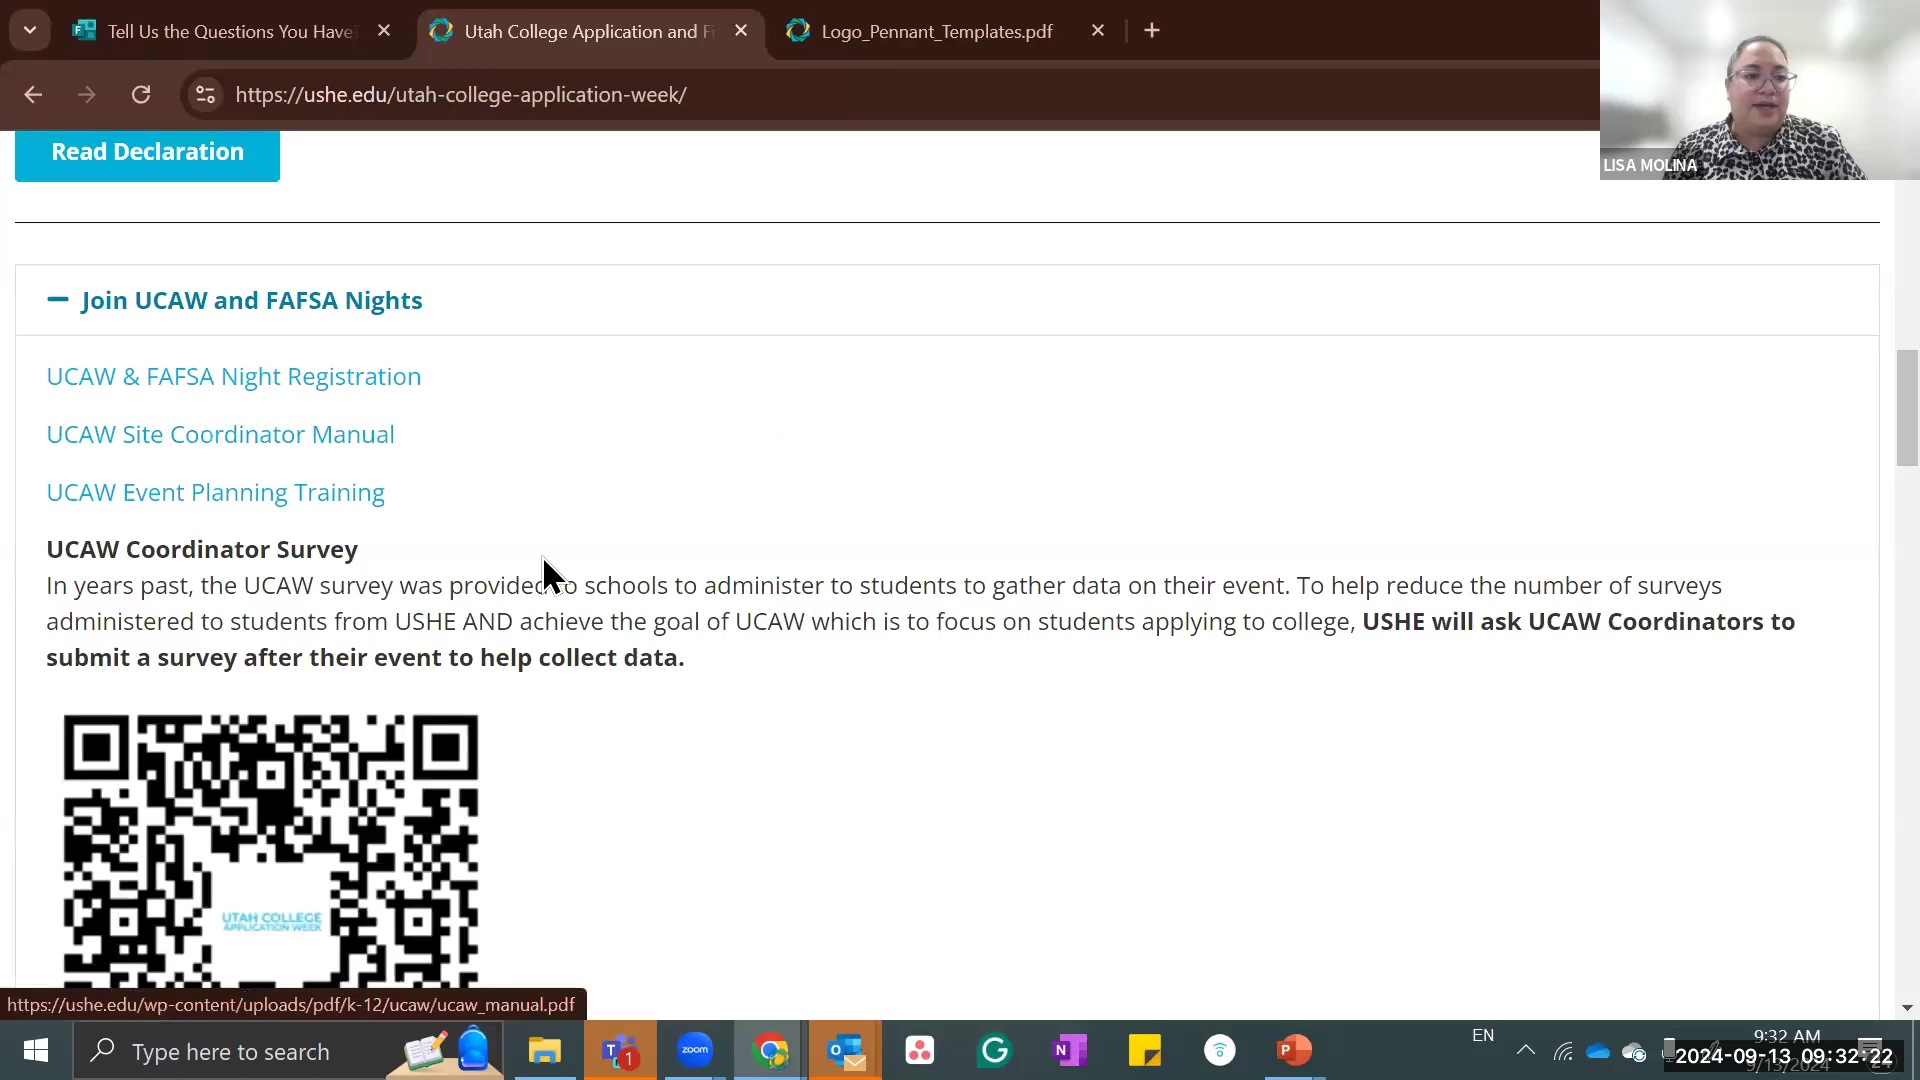 Tell Us the Questions You Have
Utah College Application and F
Logo_Pennant_Templates.pdf
https://ushe.edu/utah-college-application-week/
LISA MOLINA
Read Declaration
Join UCAW and FAFSA Nights
UCAW & FAFSA Night Registration
UCAW Site Coordinator Manual
UCAW Event Planning Training
UCAW Coordinator Survey
In years past, the UCAW survey was provided to schools to administer to students to gather data on their event. To help reduce the number of surveys
administered to students from USHE AND achieve the goal of UCAW which is to focus on students applying to college, USHE will ask UCAW Coordinators to
submit a survey after their event to help collect data.
UTAH COLLEGE
APPLICATION WEEK
https://ushe.edu/wp-content/uploads/pdf/k-12/ucaw/ucaw_manual.pdf
Type here to search
1
zoom
EN
9:32 AM
9/13/2024
2024-09-13 09:32:22